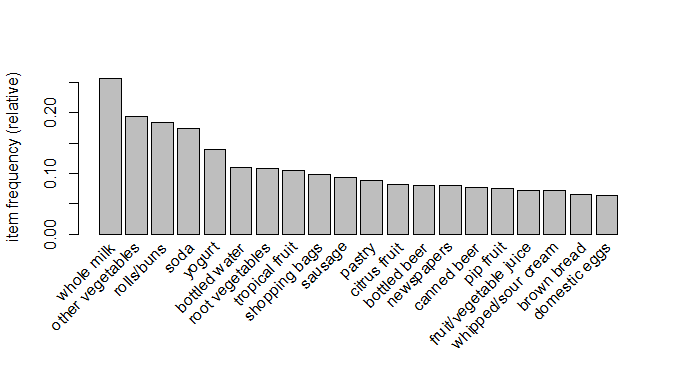 item frequency (relative)
0.20
0.10
0.00
whole milk
other vegetables
rolls/buns
soda
yogurt
bottled water
root vegetables
tropical fruit
shopping bags
sausage
pastry
citrus fruit
bottled beer
newspapers
canned beer
pip fruit
fruit/vegetable juice
whipped/sour cream
brown bread
domestic eggs